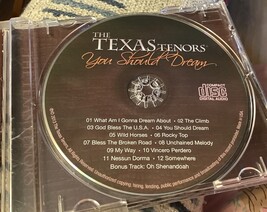 THE
TEXAS TENORS
You Should Dream
COMPACT
disc
DIGITAL AUDIO
01 What Am I Gonna Dream About • 02 The Climb
03 God Bless The U.S.A. • 04 You Should Dream
05 Wild Horses • 06 Rocky Top
07 Bless The Broken Road • 08 Unchained Melody
09 My Way • 10 Vincero Perdero
11 Nessun Dorma • 12 Somewhere
Bonus Track: Oh Shenandoah